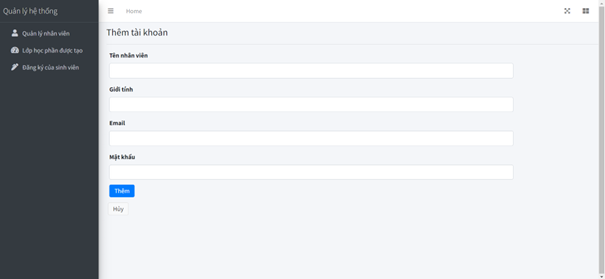 Quản lý hệ thống
Home
Quản lý nhân viên
Lớp học phần được tạo
Đăng ký của sinh viên
Thêm tài khoản
Tên nhân viên
Giới tính
Email
Mật khẩu
Thêm
Hủy